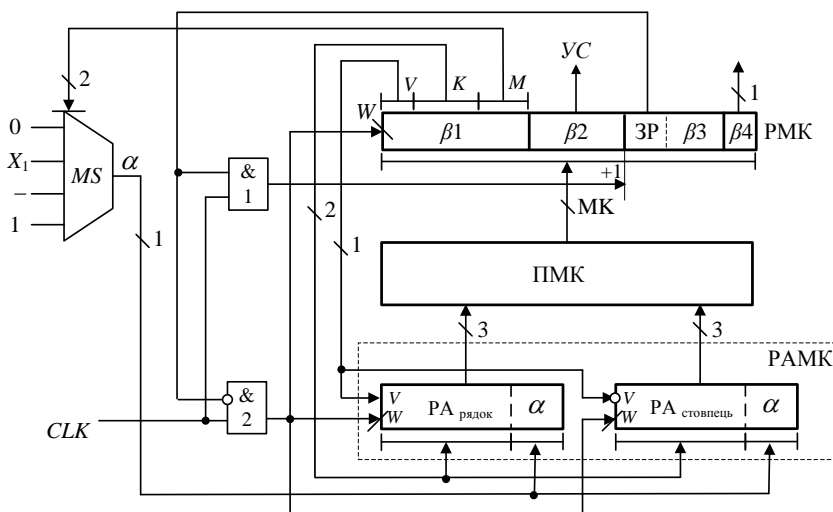 УС
2
V K M
1
0
W
β1 β2 ЗР β3 β4 РМК
X₁
MS
α
&
1
+1
–
2
МК
1
1
1
ПМК
3
3
РАМК
&
2
V
W
РА рядок α
V
W
РА стовпець α
CLK